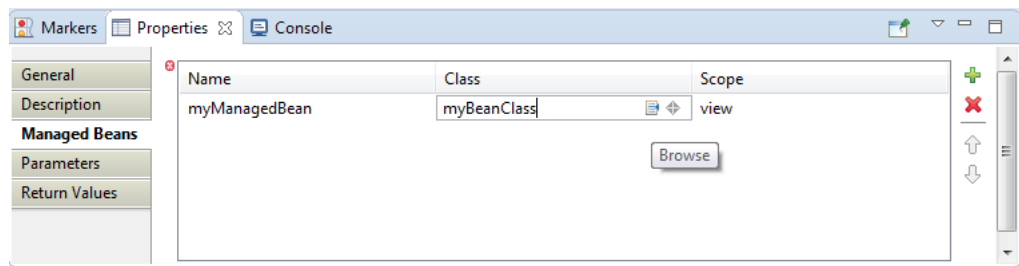 Markers Properties Console
General
Description
Managed Beans
Parameters
Return Values
Name Class Scope
myManagedBean myBeanClass view
Browse